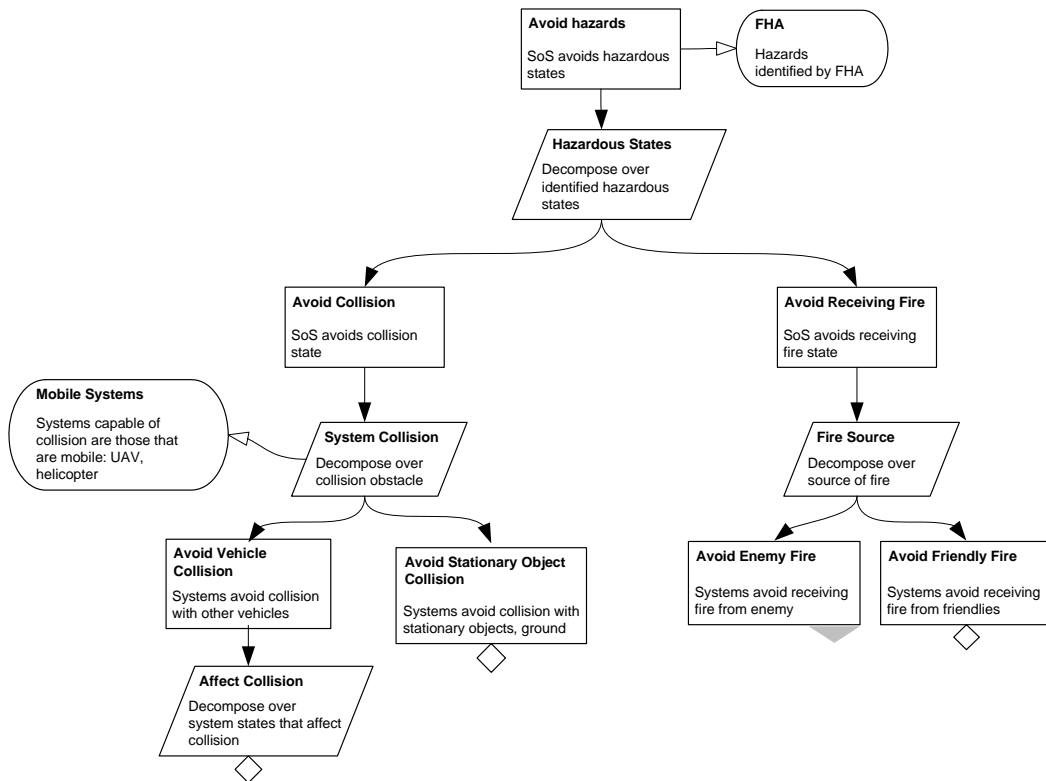 Avoid hazards
SoS avoids hazardous
states
FHA
Hazards
identified by FHA
Hazardous States
Decompose over
identified hazardous
states
Avoid Collision
SoS avoids collision
state
Avoid Receiving Fire
SoS avoids receiving
fire state
Mobile Systems
Systems capable of
collision are those that
are mobile: UAV,
helicopter
System Collision
Decompose over
collision obstacle
Fire Source
Decompose over
source of fire
Avoid Vehicle
Collision
Systems avoid collision
with other vehicles
Avoid Stationary Object
Collision
Systems avoid collision with
stationary objects, ground
Avoid Enemy Fire
Systems avoid receiving
fire from enemy
Avoid Friendly Fire
Systems avoid receiving
fire from friendlies
Affect Collision
Decompose over
system states that affect
collision